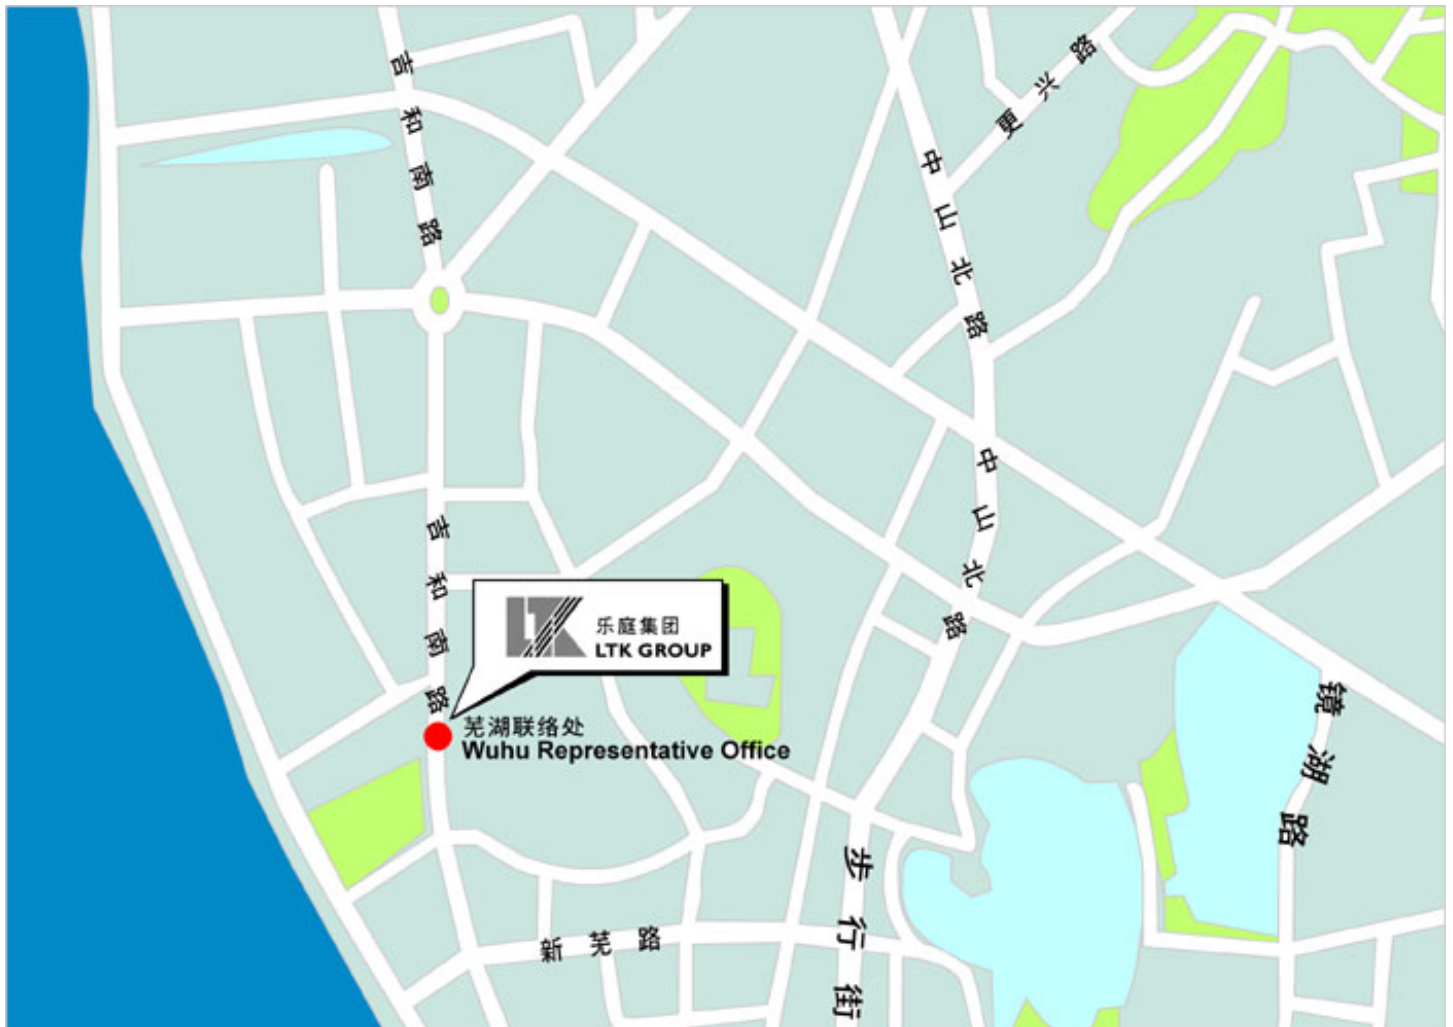 吉和南路
更兴路
中山北路
中山北路
吉和南路
LTK
乐庭集团
LTK GROUP
芜湖联络处
Wuhu Representative Office
镜湖路
步行街
新芜路